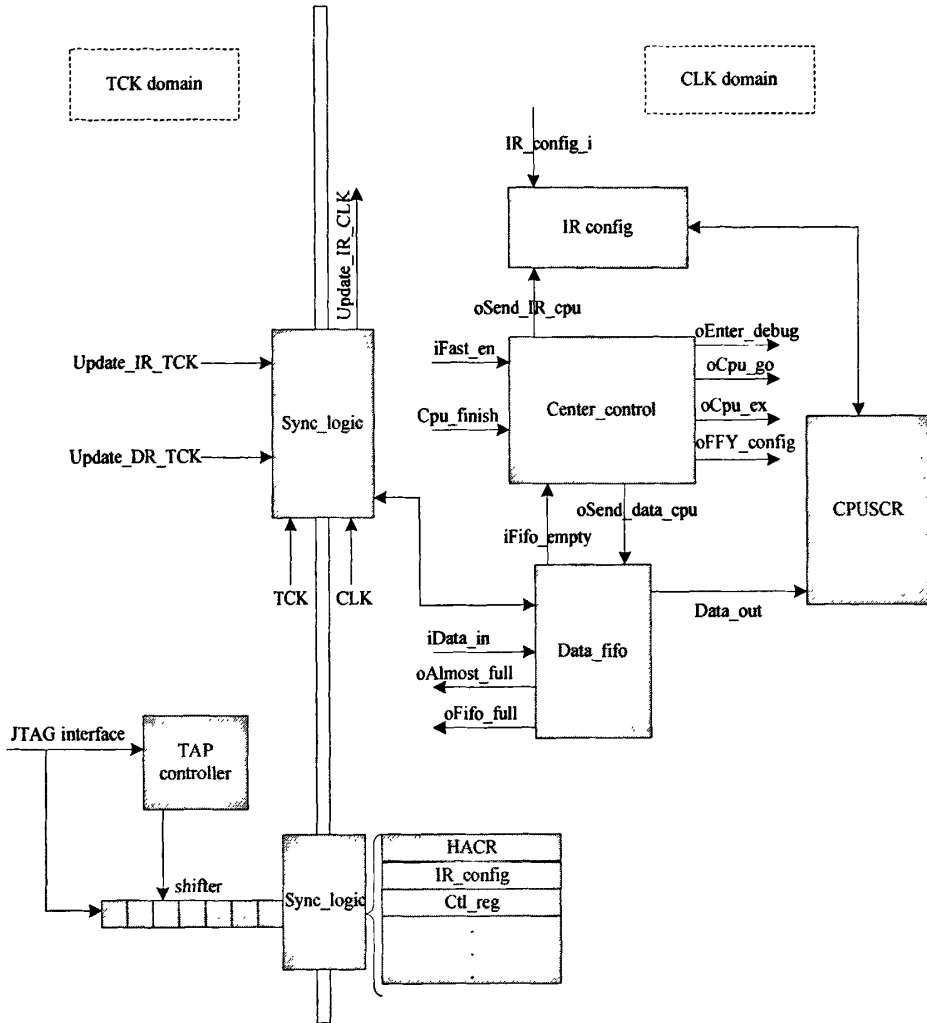 TCK domain
CLK domain
IR_config_i
Update_IR_CLK
IR config
oSend_IR_cpu
oEnter_debug
iFast_en
Update_IR_TCK
oCpu_go
Center_control
Sync_logic
Cpu_finish
oCpu_ex
oFFY_config
Update_DR_TCK
CPUSCR
oSend_data_cpu
iFifo_empty
TCK
CLK
Data_out
iData_in
Data_fifo
oAlmost_full
oFifo_full
JTAG interface
TAP
controller
HACR
shifter
Sync_logic
IR_config
Ctl_reg
.
.
.